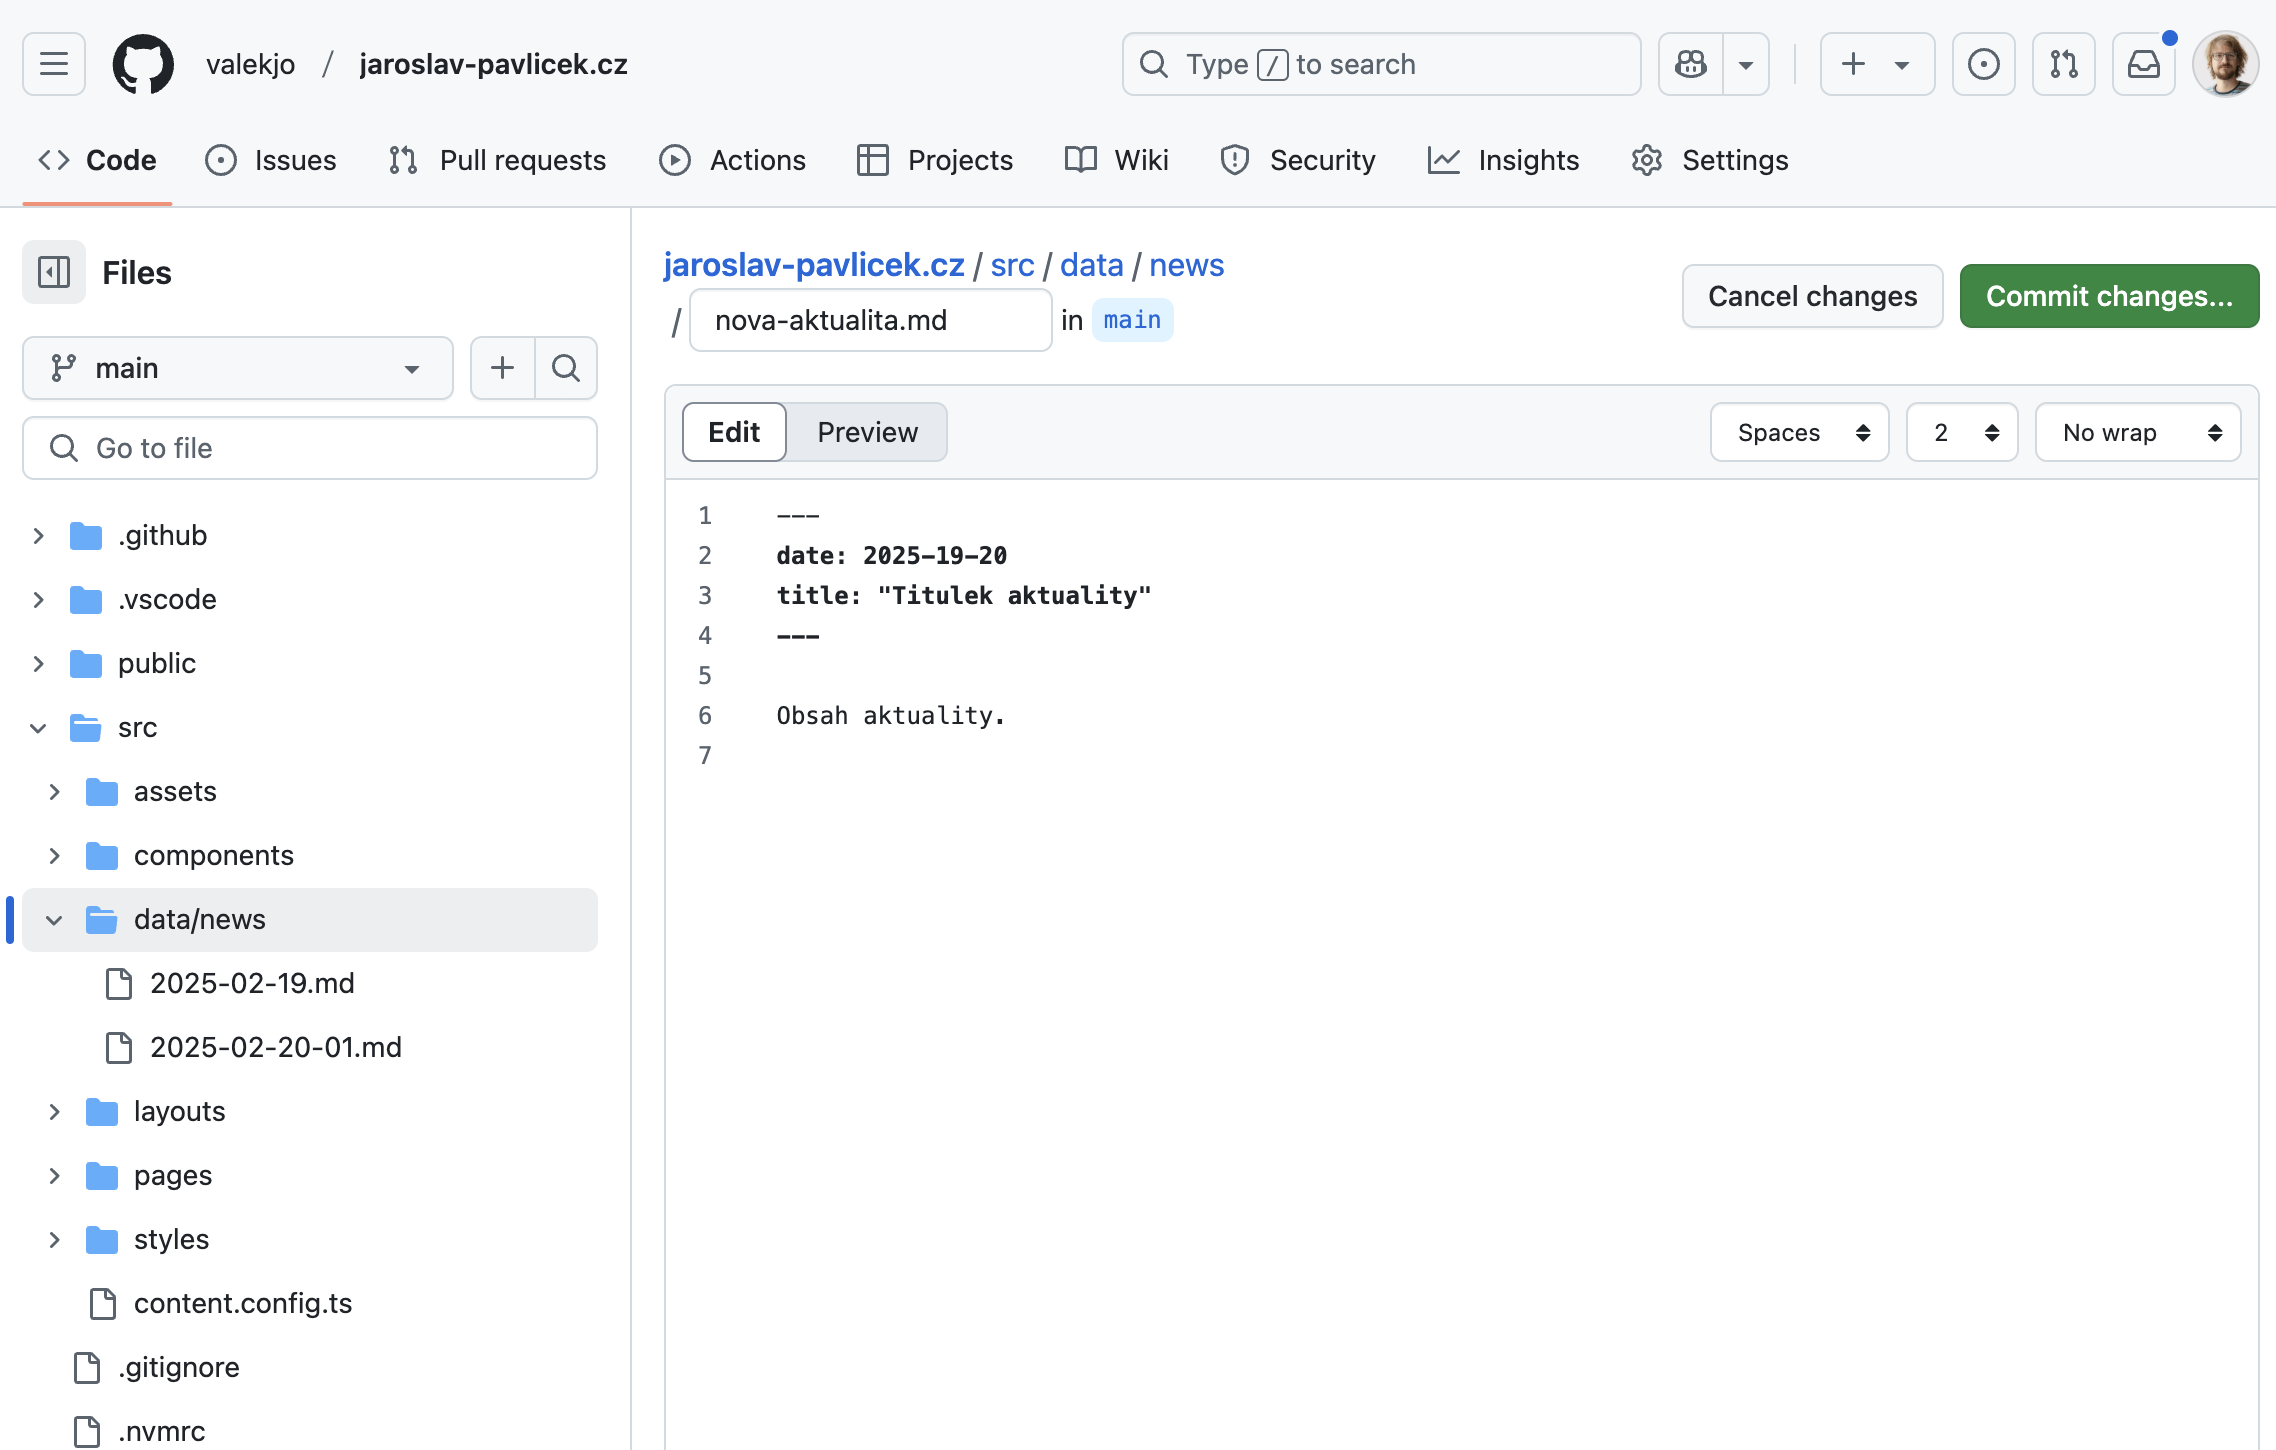 valekjo / jaroslav-pavlicek.cz
Type / to search
Code
Issues
Pull requests
Actions
Projects
Wiki
Security
Insights
Settings
Files
main
Go to file
.github
.vscode
public
src
assets
components
data/news
2025-02-19.md
2025-02-20-01.md
layouts
pages
styles
content.config.ts
.gitignore
.nvmrc
jaroslav-pavlicek.cz / src / data / news
/ nova-aktualita.md in main
Cancel changes
Commit changes...
Edit
Preview
Spaces
2
No wrap
1 ---
2 date: 2025-19-20
3 title: "Titulek aktuality"
4 ---
5
6 Obsah aktuality.
7